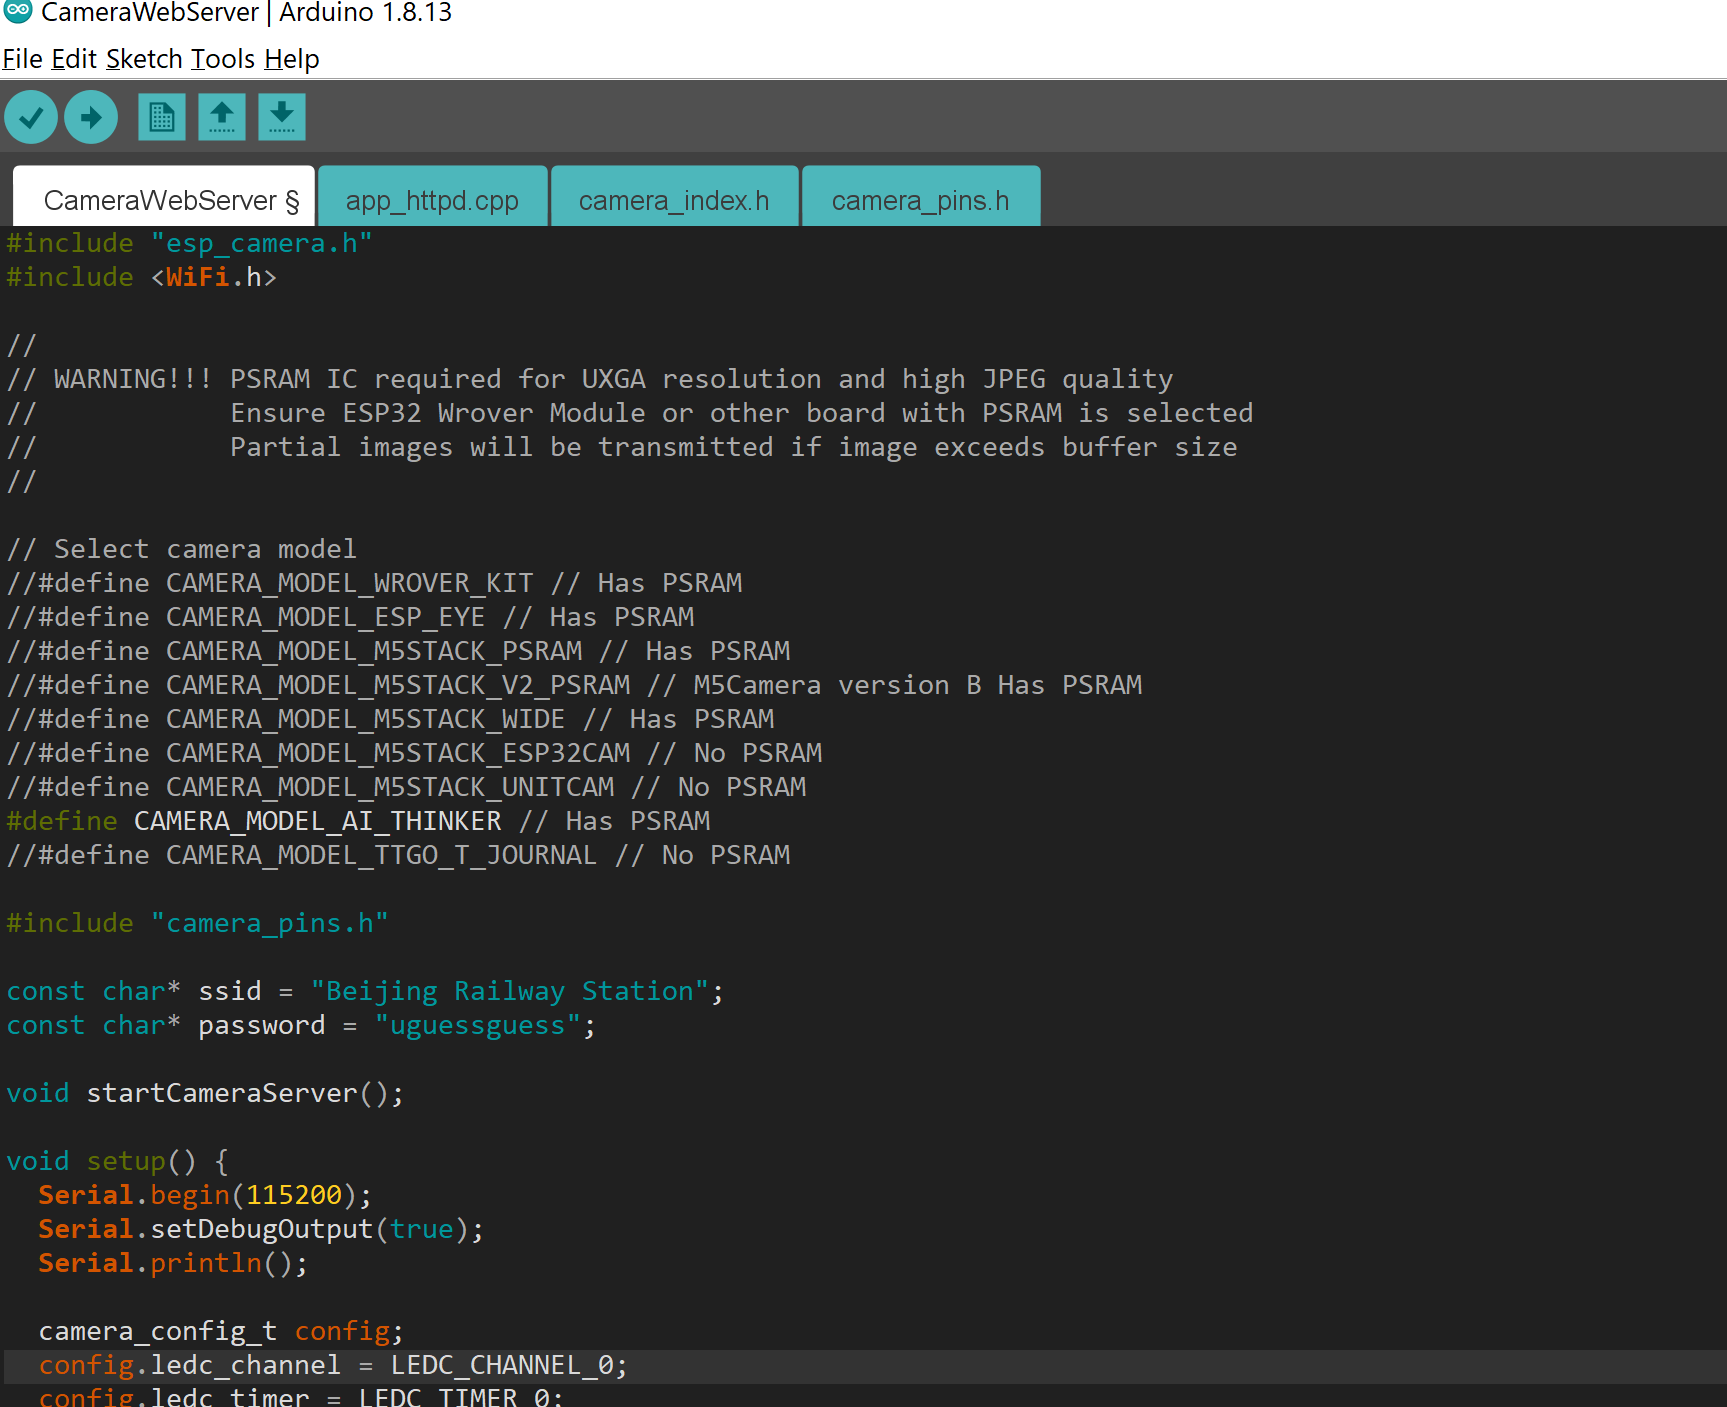 CameraWebServer | Arduino 1.8.13
File Edit Sketch Tools Help
CameraWebServer § app_httpd.cpp camera_index.h camera_pins.h
#include "esp_camera.h"
#include <WiFi.h>
//
// WARNING!!! PSRAM IC required for UXGA resolution and high JPEG quality
//            Ensure ESP32 Wrover Module or other board with PSRAM is selected
//            Partial images will be transmitted if image exceeds buffer size
//
// Select camera model
//#define CAMERA_MODEL_WROVER_KIT // Has PSRAM
//#define CAMERA_MODEL_ESP_EYE // Has PSRAM
//#define CAMERA_MODEL_M5STACK_PSRAM // Has PSRAM
//#define CAMERA_MODEL_M5STACK_V2_PSRAM // M5Camera version B Has PSRAM
//#define CAMERA_MODEL_M5STACK_WIDE // Has PSRAM
//#define CAMERA_MODEL_M5STACK_ESP32CAM // No PSRAM
//#define CAMERA_MODEL_M5STACK_UNITCAM // No PSRAM
#define CAMERA_MODEL_AI_THINKER // Has PSRAM
//#define CAMERA_MODEL_TTGO_T_JOURNAL // No PSRAM
#include "camera_pins.h"
const char* ssid = "Beijing Railway Station";
const char* password = "uguessguess";
void startCameraServer();
void setup() {
  Serial.begin(115200);
  Serial.setDebugOutput(true);
  Serial.println();
  camera_config_t config;
  config.ledc_channel = LEDC_CHANNEL_0;
  config.ledc_timer = LEDC_TIMER_0;